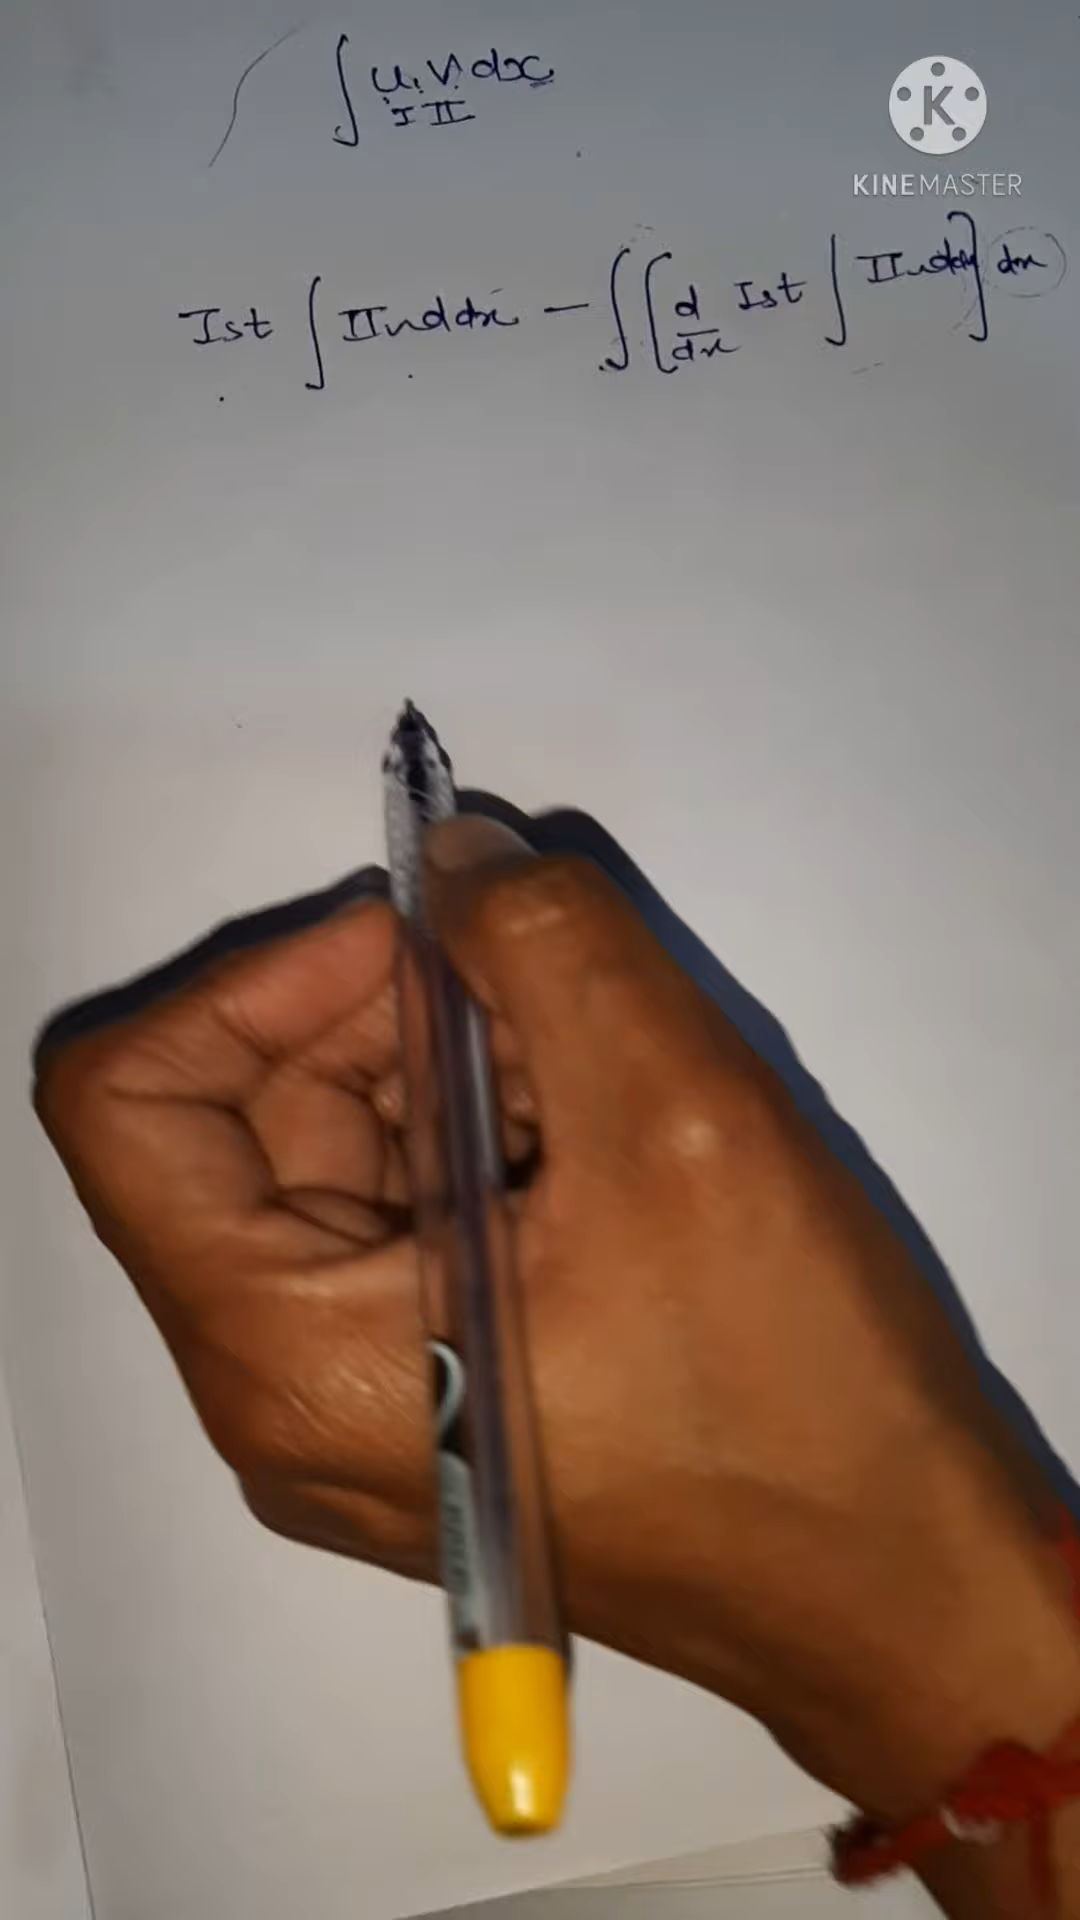 ∫ u. v dx
I II
K
KINEMASTER
Ist ∫ IInd dx − ∫ [ d/dx Ist ∫ IInd dx ] dx